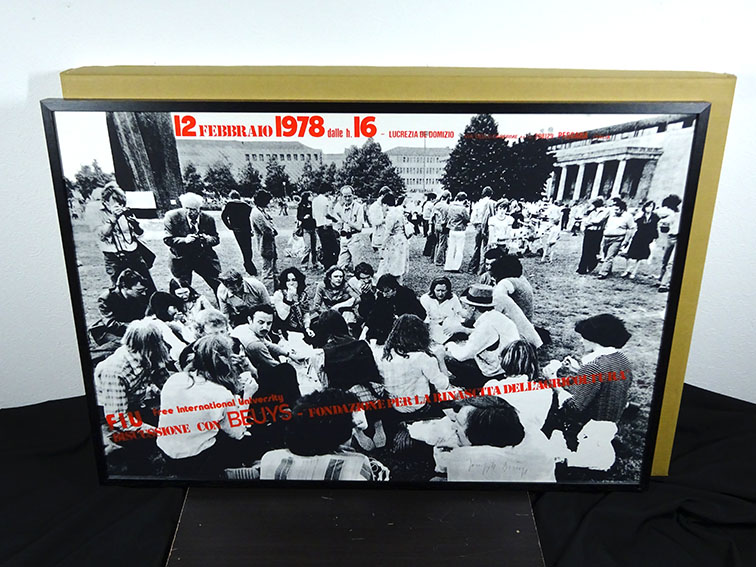 12 FEBBRAIO 1978 dalle h. 16 - LUCREZIA DE DOMIZIO PESCARA
FIU Free International University
DISCUSSIONE CON BEUYS - FONDAZIONE PER LA RINASCITA DELL'AGRICOLTURA